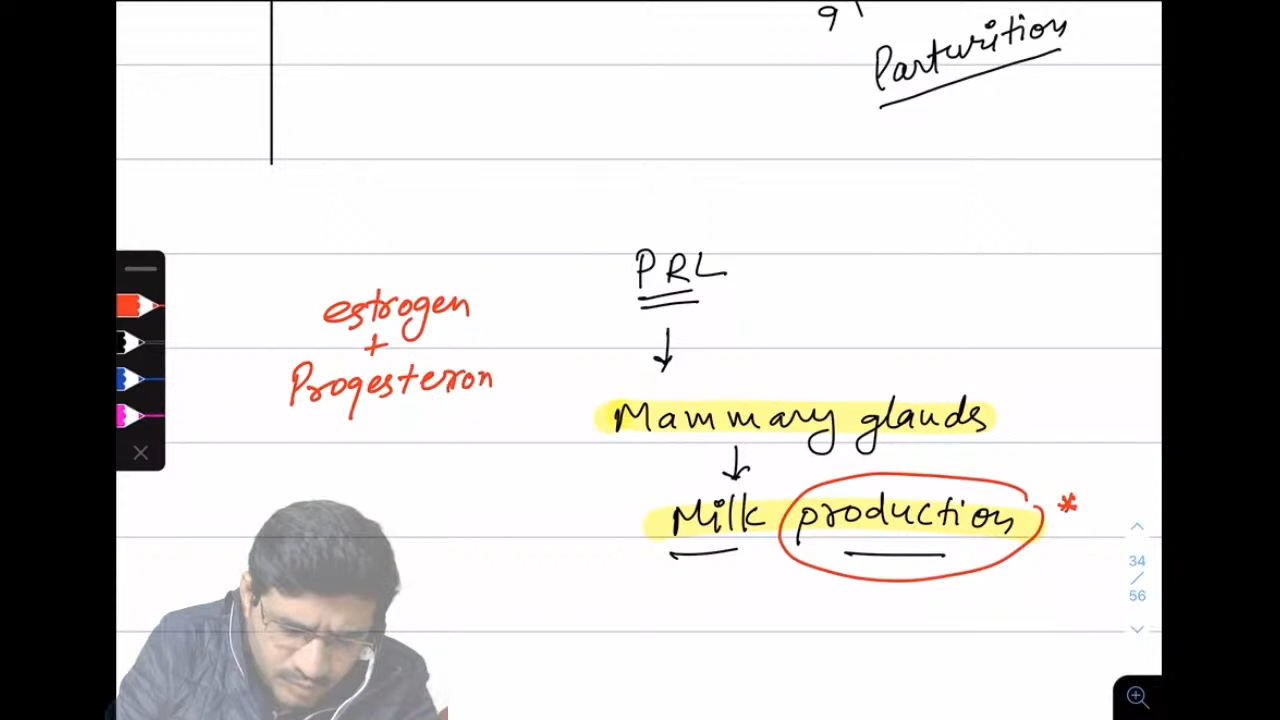 Parturition
PRL
estrogen
+
Progesteron
Mammary glands
Milk production *
34
/
56